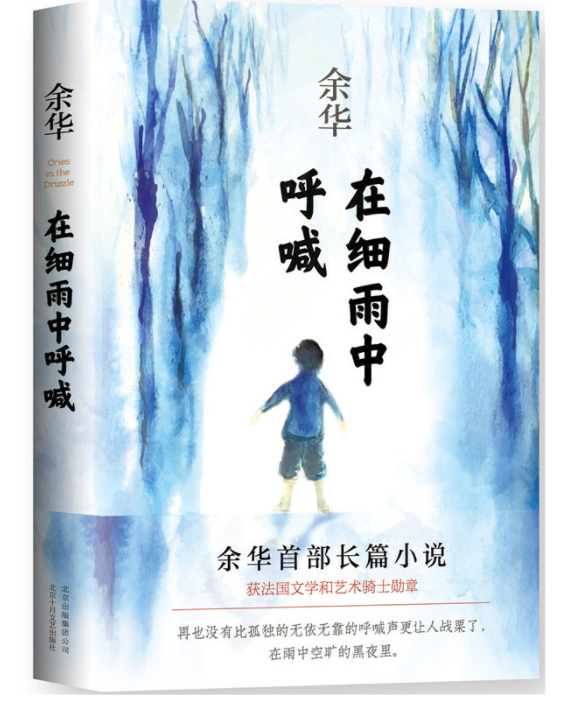 余华
Cries
in the
Drizzle
在细雨中呼喊
北京出版集团公司
北京十月文艺出版社
余华
在细雨中
呼喊
余华首部长篇小说
获法国文学和艺术骑士勋章
再也没有比孤独的无依无靠的呼喊声更让人战栗了，
在雨中空旷的黑夜里。